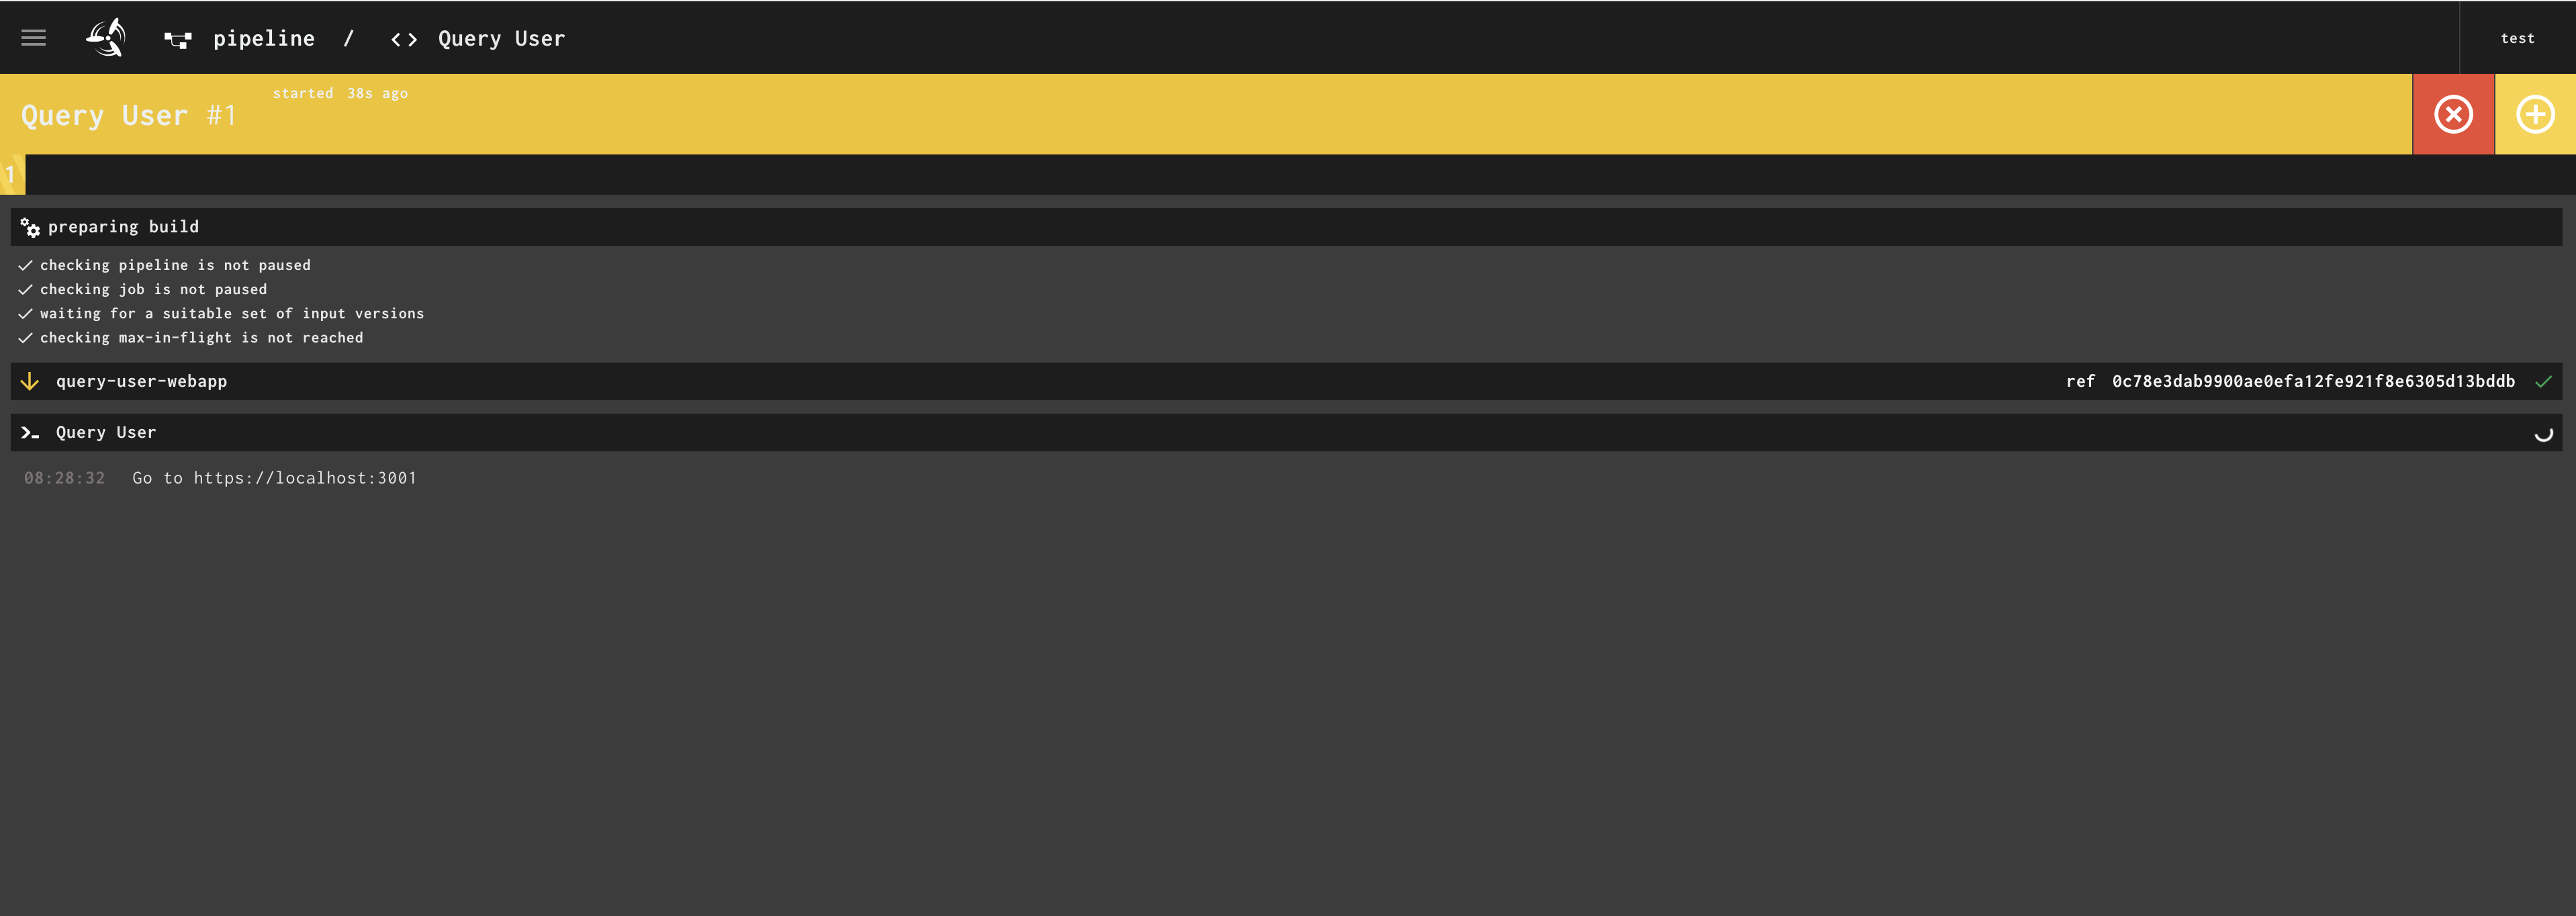 pipeline / <> Query User
test
Query User #1
started 38s ago
1
preparing build
checking pipeline is not paused
checking job is not paused
waiting for a suitable set of input versions
checking max-in-flight is not reached
query-user-webapp ref 0c78e3dab9900ae0efa12fe921f8e6305d13bddb
Query User
08:28:32 Go to https://localhost:3001